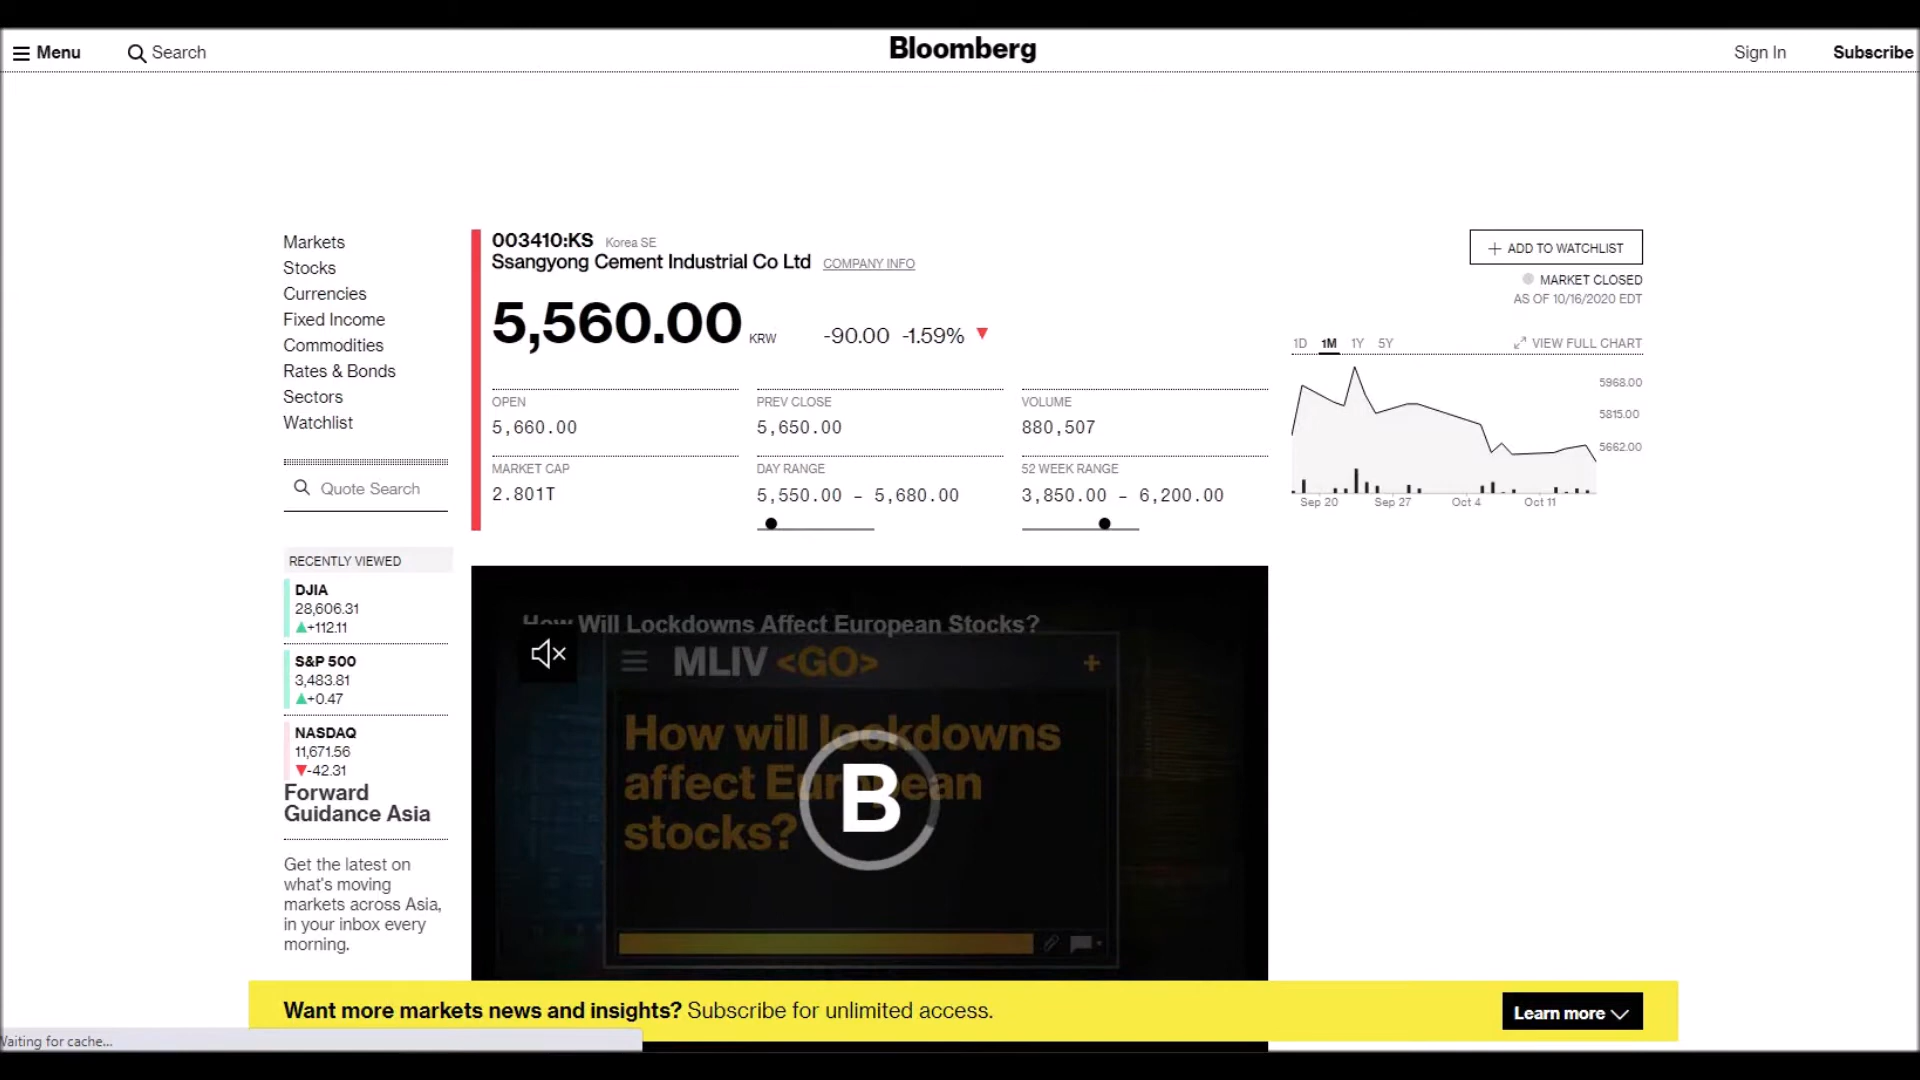 Menu
Search
Bloomberg
Sign In
Subscribe
Markets
Stocks
Currencies
Fixed Income
Commodities
Rates & Bonds
Sectors
Watchlist
Quote Search
RECENTLY VIEWED
DJIA
28,606.31
+112.11
S&P 500
3,483.81
+0.47
NASDAQ
11,671.56
-42.31
Forward
Guidance Asia
Get the latest on
what's moving
markets across Asia,
in your inbox every
morning.
003410:KS Korea SE
Ssangyong Cement Industrial Co Ltd COMPANY INFO
5,560.00 KRW -90.00 -1.59%
OPEN
5,660.00
PREV CLOSE
5,650.00
VOLUME
880,507
MARKET CAP
2.801T
DAY RANGE
5,550.00 - 5,680.00
52 WEEK RANGE
3,850.00 - 6,200.00
+ ADD TO WATCHLIST
MARKET CLOSED
AS OF 10/16/2020 EDT
1D 1M 1Y 5Y VIEW FULL CHART
5968.00
5815.00
5662.00
Sep 20 Sep 27 Oct 4 Oct 11
How Will Lockdowns Affect European Stocks?
MLIV <GO> +
How will lockdowns
affect European
stocks?
B
Want more markets news and insights? Subscribe for unlimited access.
Learn more
Waiting for cache...